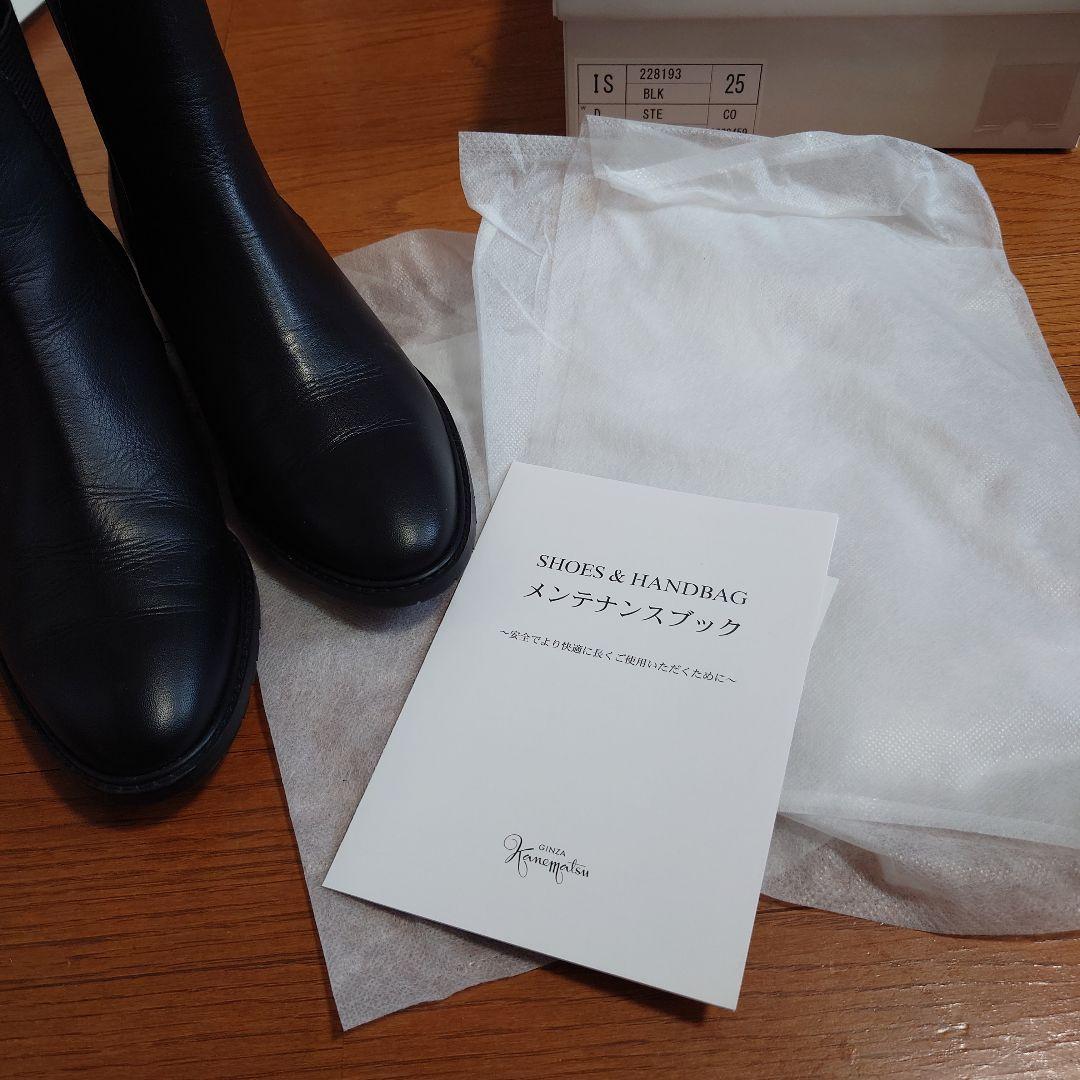 IS 228193 25
BLK
W D STE CO
SHOES & HANDBAG
メンテナンスブック
〜安全でより快適に長くご使用いただくために〜
GINZA
Kanematsu